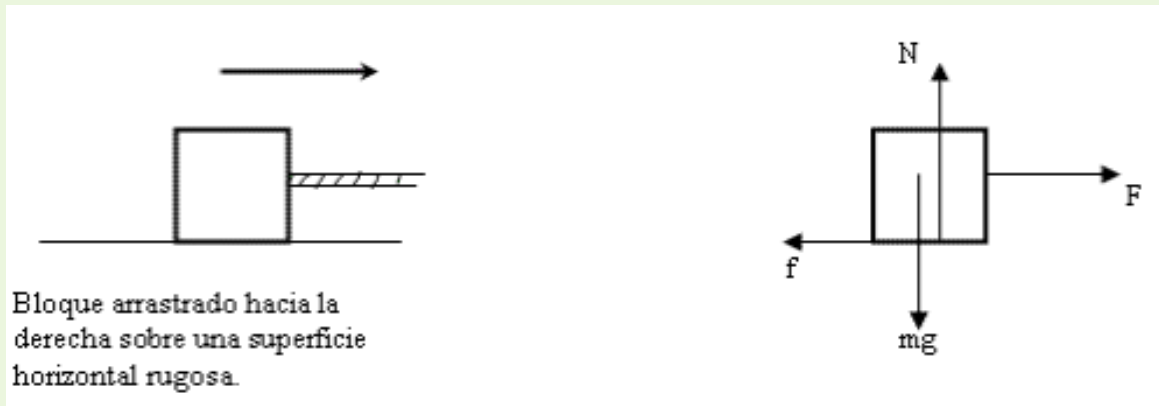 Bloque arrastrado hacia la
derecha sobre una superficie
horizontal rugosa.
N
F
f
mg